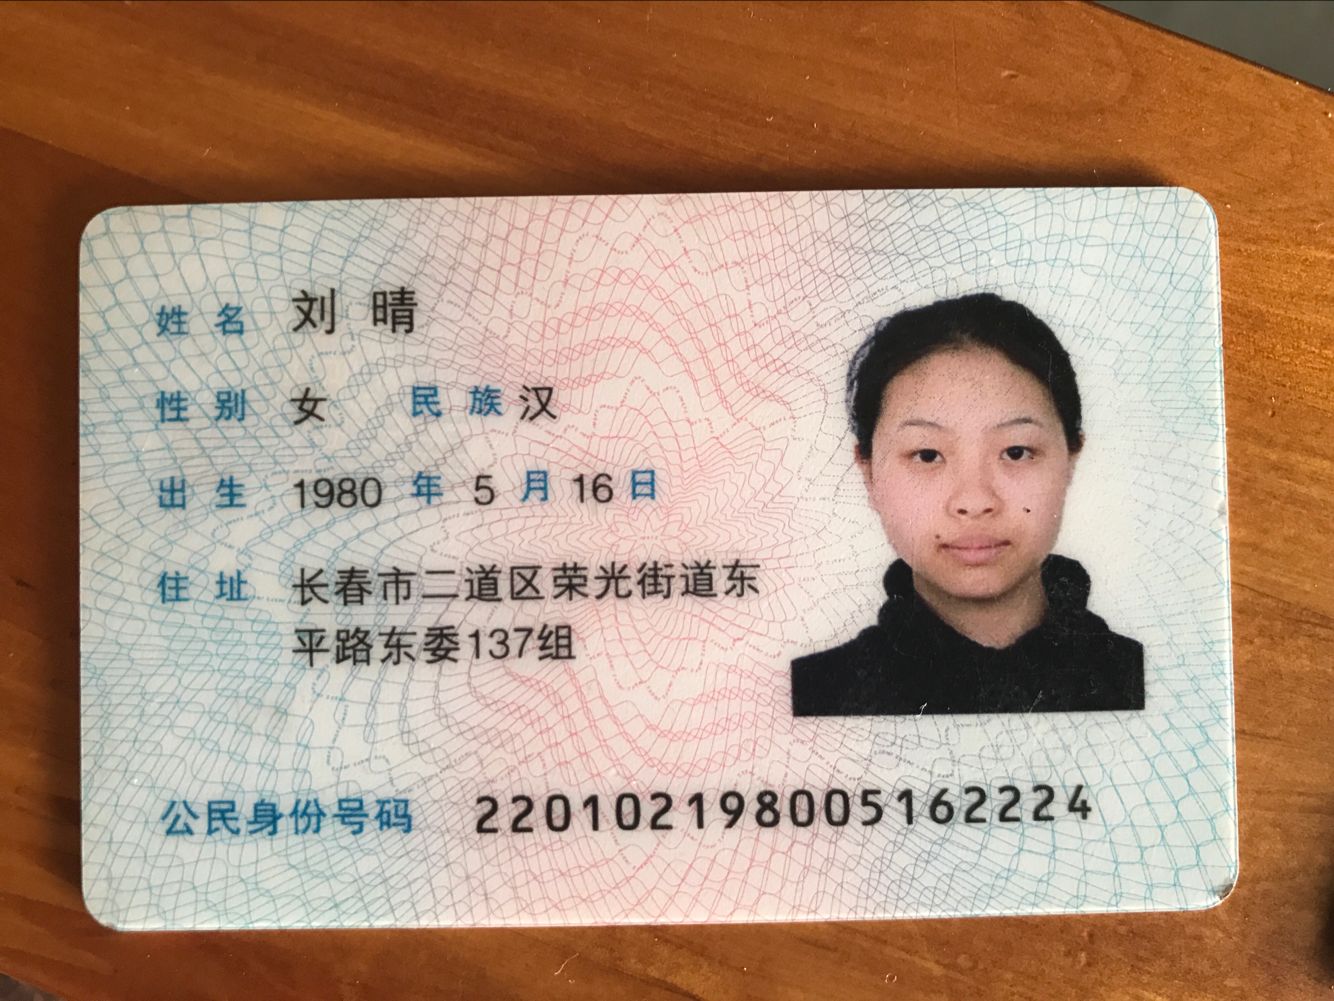 姓名 刘晴
性别 女 民族 汉
出生 1980 年 5 月 16 日
住址 长春市二道区荣光街道东
平路东委137组
公民身份号码 220102198005162224